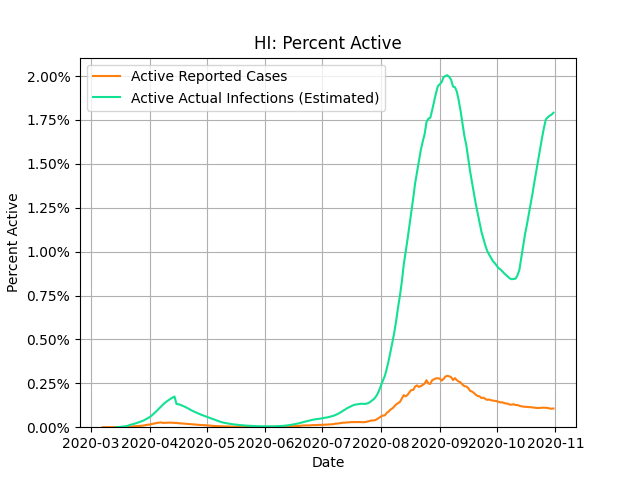 HI: Percent Active
Active Reported Cases
Active Actual Infections (Estimated)
2.00%
1.75%
1.50%
1.25%
1.00%
0.75%
0.50%
0.25%
0.00%
Percent Active
2020-03 2020-04 2020-05 2020-06 2020-07 2020-08 2020-09 2020-10 2020-11
Date